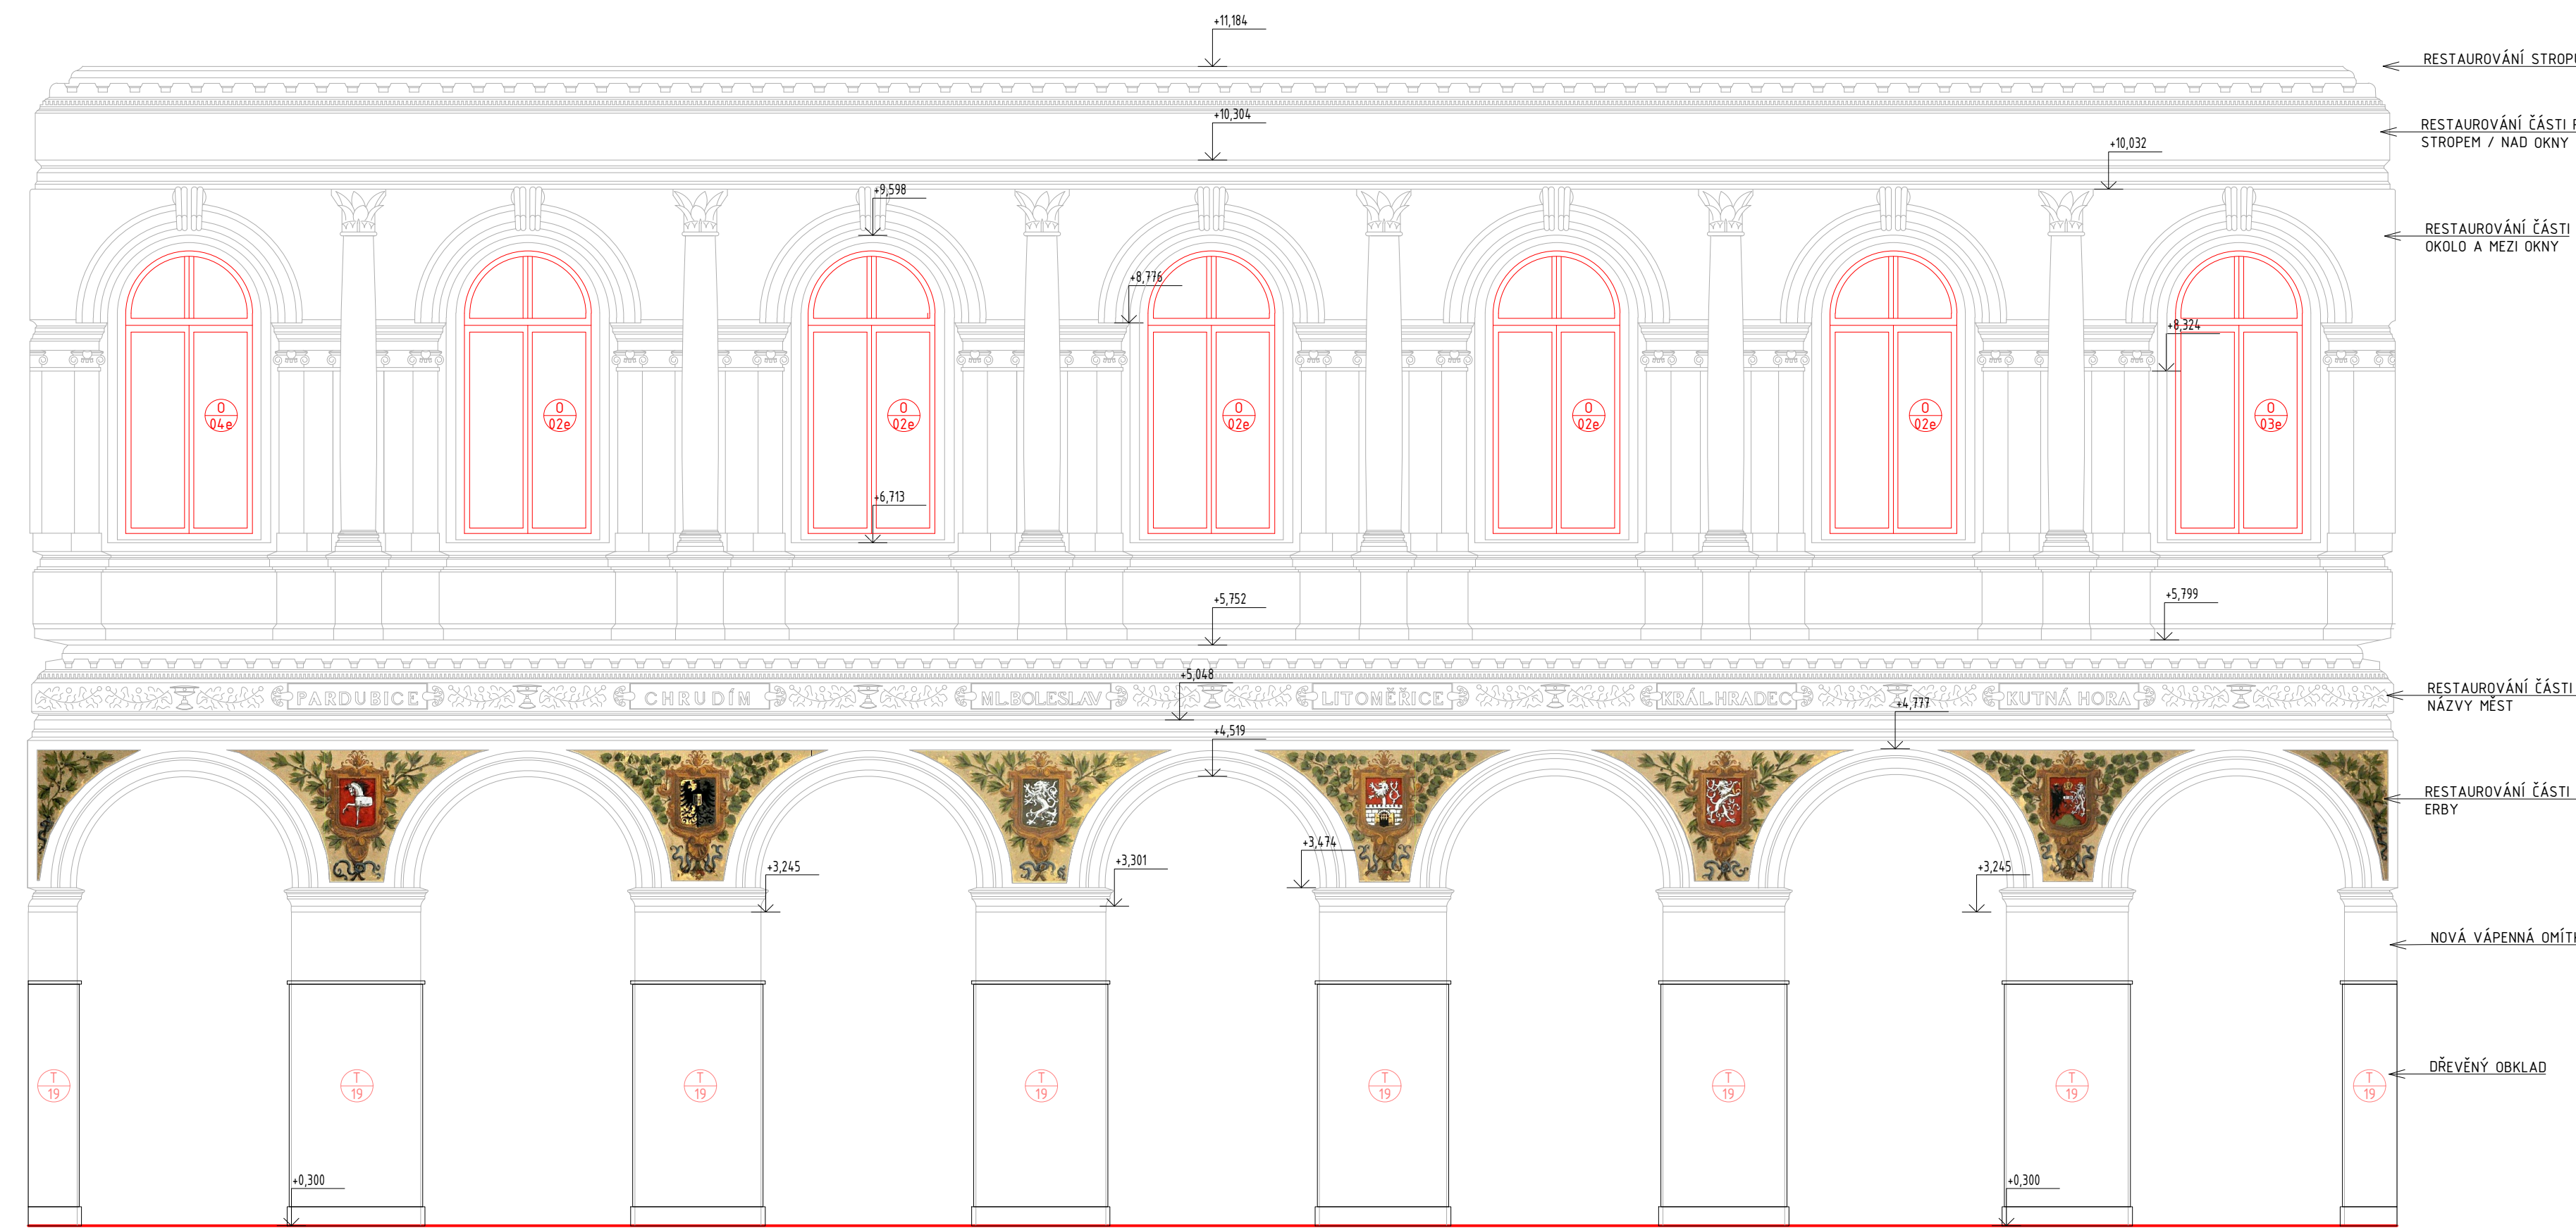 +11,184
RESTAUROVÁNÍ
+10,304
RESTAUROVÁNÍ ČÁSTI
STROPEM / NAD OKNY
+10,032
+9,598
RESTAUROVÁNÍ ČÁSTI
OKOLO A MEZI OKNY
+8,776
+8,324
O 04e
O 02e
O 02e
O 02e
O 02e
O 02e
O 03e
+6,713
+5,752
+5,799
PARDUBICE
CHRUDÍM
ML.BOLESLAV
+5,048
LITOMĚŘICE
KRÁL.HRADEC
KUTNÁ HORA
RESTAUROVÁNÍ ČÁSTI
NÁZVY MĚST
+4,777
+4,519
RESTAUROVÁNÍ ČÁSTI
ERBY
+3,245
+3,301
+3,474
+3,245
NOVÁ VÁPENNÁ
DŘEVĚNÝ OBKLAD
T 19
T 19
T 19
T 19
T 19
T 19
T 19
T 19
+0,300
+0,300